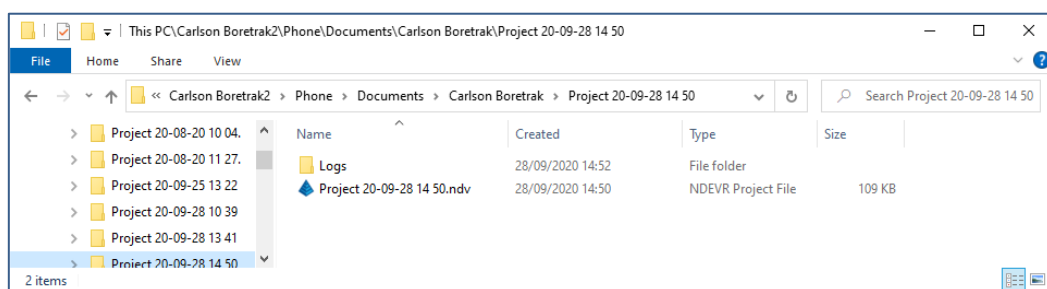 This PC\Carlson Boretrak2\Phone\Documents\Carlson Boretrak\Project 20-09-28 14 50
File Home Share View
« Carlson Boretrak2 > Phone > Documents > Carlson Boretrak > Project 20-09-28 14 50 Search Project 20-09-28 14 50
Project 20-08-20 10 04. Name Created Type Size
Project 20-08-20 11 27. Logs 28/09/2020 14:52 File folder
Project 20-09-25 13 22 Project 20-09-28 14 50.ndv 28/09/2020 14:50 NDEVR Project File 109 KB
Project 20-09-28 10 39
Project 20-09-28 13 41
Project 20-09-28 14 50
2 items